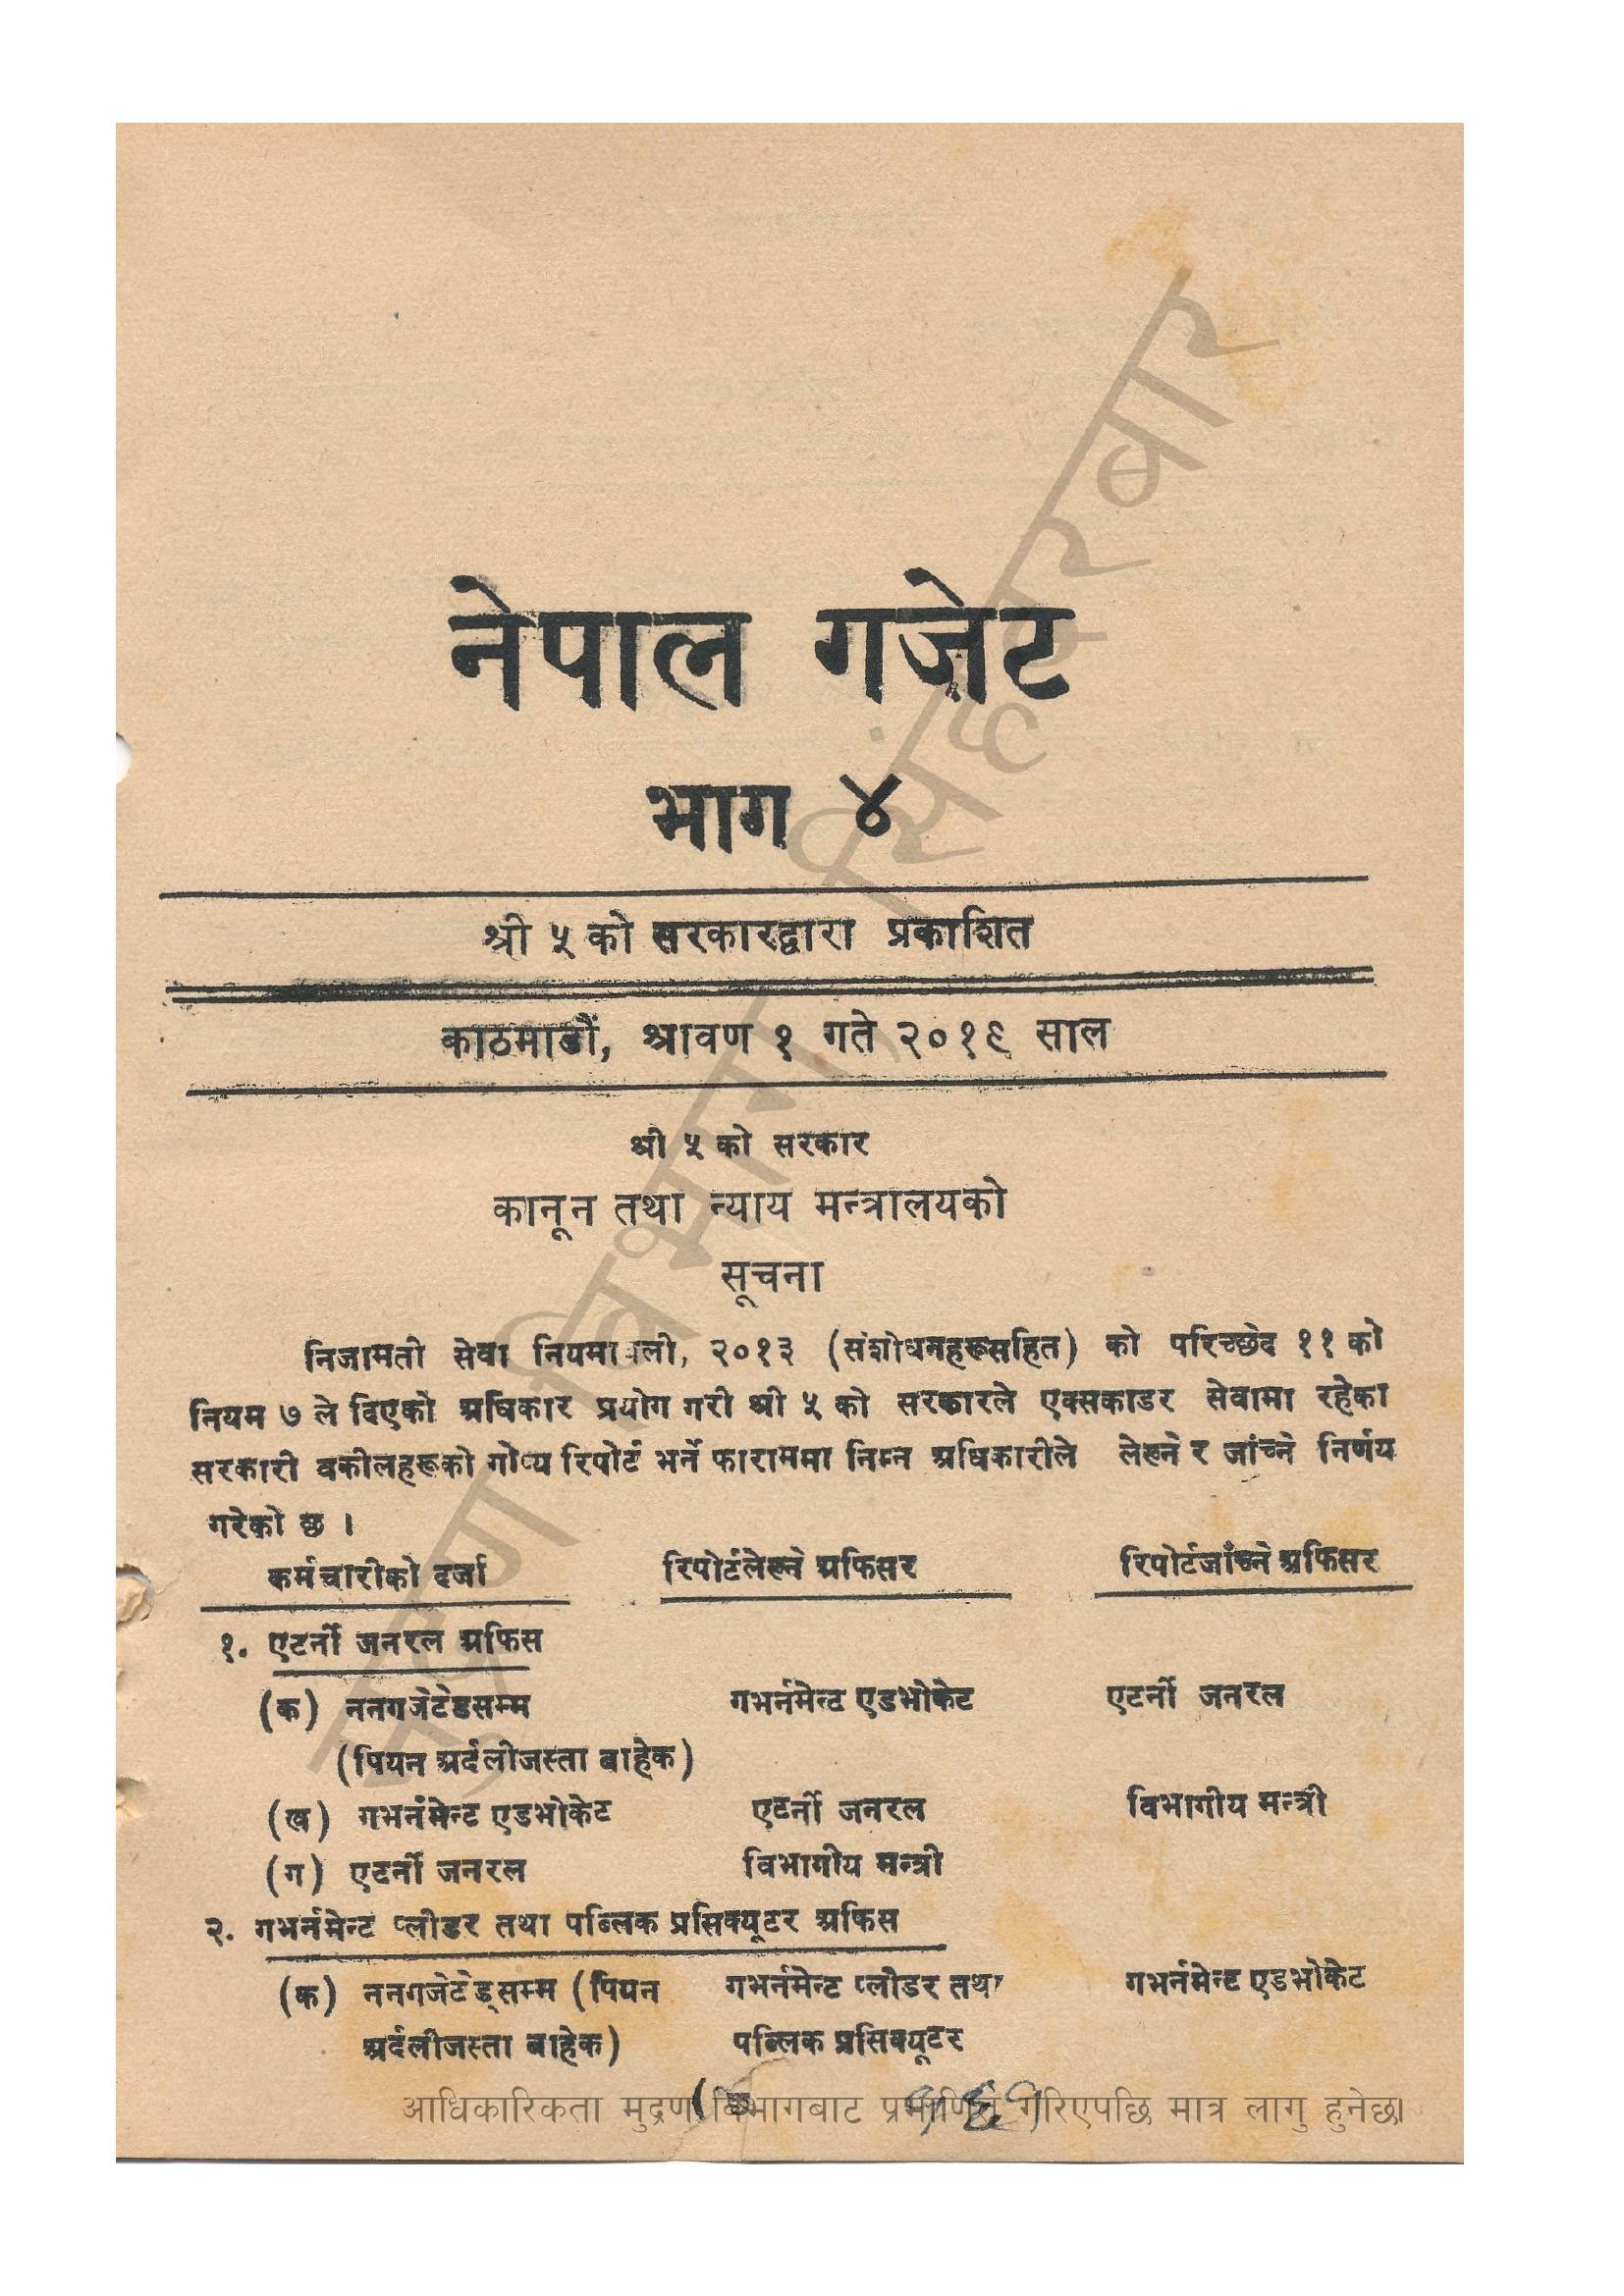 नेपाल गजेट
भाग ४
श्री ५ को सरकारद्वारा प्रकाशित
काठमाडौं, श्रावण १ गते २०१९ साल
श्री ५ को सरकार
कानून तथा न्याय मन्त्रालयको
सूचना
निजामती सेवा नियमावली, २०१३ (संशोधनहरूसहित) को परिच्छेद ११ को
नियम ७ ले दिएको अधिकार प्रयोग गरी श्री ५ को सरकारले एक्सकाडर सेवामा रहेका
सरकारी वकीलहरूको गोप्य रिपोर्ट भर्ने फाराममा निम्न अधिकारीले लेख्ने र जांच्ने निर्णय
गरेको छ ।
कर्मचारीको दर्जा रिपोर्टलेख्ने अफिसर रिपोर्टजाँच्ने अफिसर
१. एटर्नी जनरल अफिस
(क) ननगजेटेडसम्म गभर्नमेन्ट एडभोकेट एटर्नी जनरल
(पियन अर्दलीजस्ता बाहेक)
(ख) गभर्नमेन्ट एडभोकेट एटर्नी जनरल विभागीय मन्त्री
(ग) एटर्नी जनरल विभागीय मन्त्री
२. गभर्नमेन्ट प्लीडर तथा पब्लिक प्रसिक्यूटर अफिस
(क) ननगजेटेड्सम्म (पियन गभर्नमेन्ट प्लीडर तथा गभर्नमेन्ट एडभोकेट
अर्दलीजस्ता बाहेक) पब्लिक प्रसिक्यूटर
आधिकारिकता मुद्रण विभागबाट प्रमाणित गरिएपछि मात्र लागु हुनेछ।
मुद्रण विभाग, सिंहदरबार